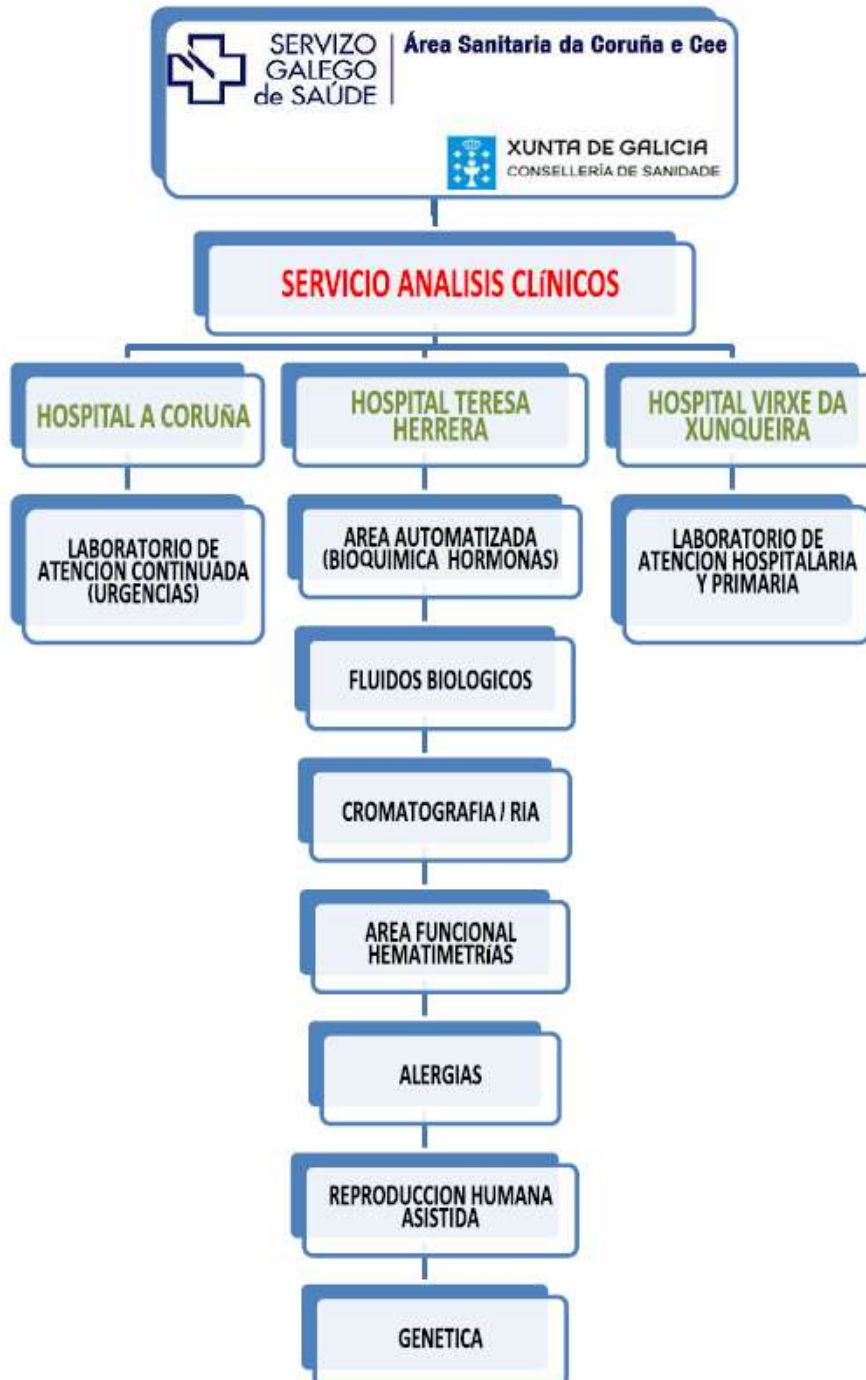 SERVIZO
GALEGO
de SAÚDE
Área Sanitaria da Coruña e Cee
XUNTA DE GALICIA
CONSELLERÍA DE SANIDADE
SERVICIO ANALISIS CLíNICOS
HOSPITAL A CORUÑA
HOSPITAL TERESA
HERRERA
HOSPITAL VIRXE DA
XUNQUEIRA
LABORATORIO DE
ATENCION CONTINUADA
(URGENCIAS)
AREA AUTOMATIZADA
(BIOQUIMICA HORMONAS)
LABORATORIO DE
ATENCION HOSPITALARIA
Y PRIMARIA
FLUIDOS BIOLOGICOS
CROMATOGRAFIA / RIA
AREA FUNCIONAL
HEMATIMETRíAS
ALERGIAS
REPRODUCCION HUMANA
ASISTIDA
GENETICA